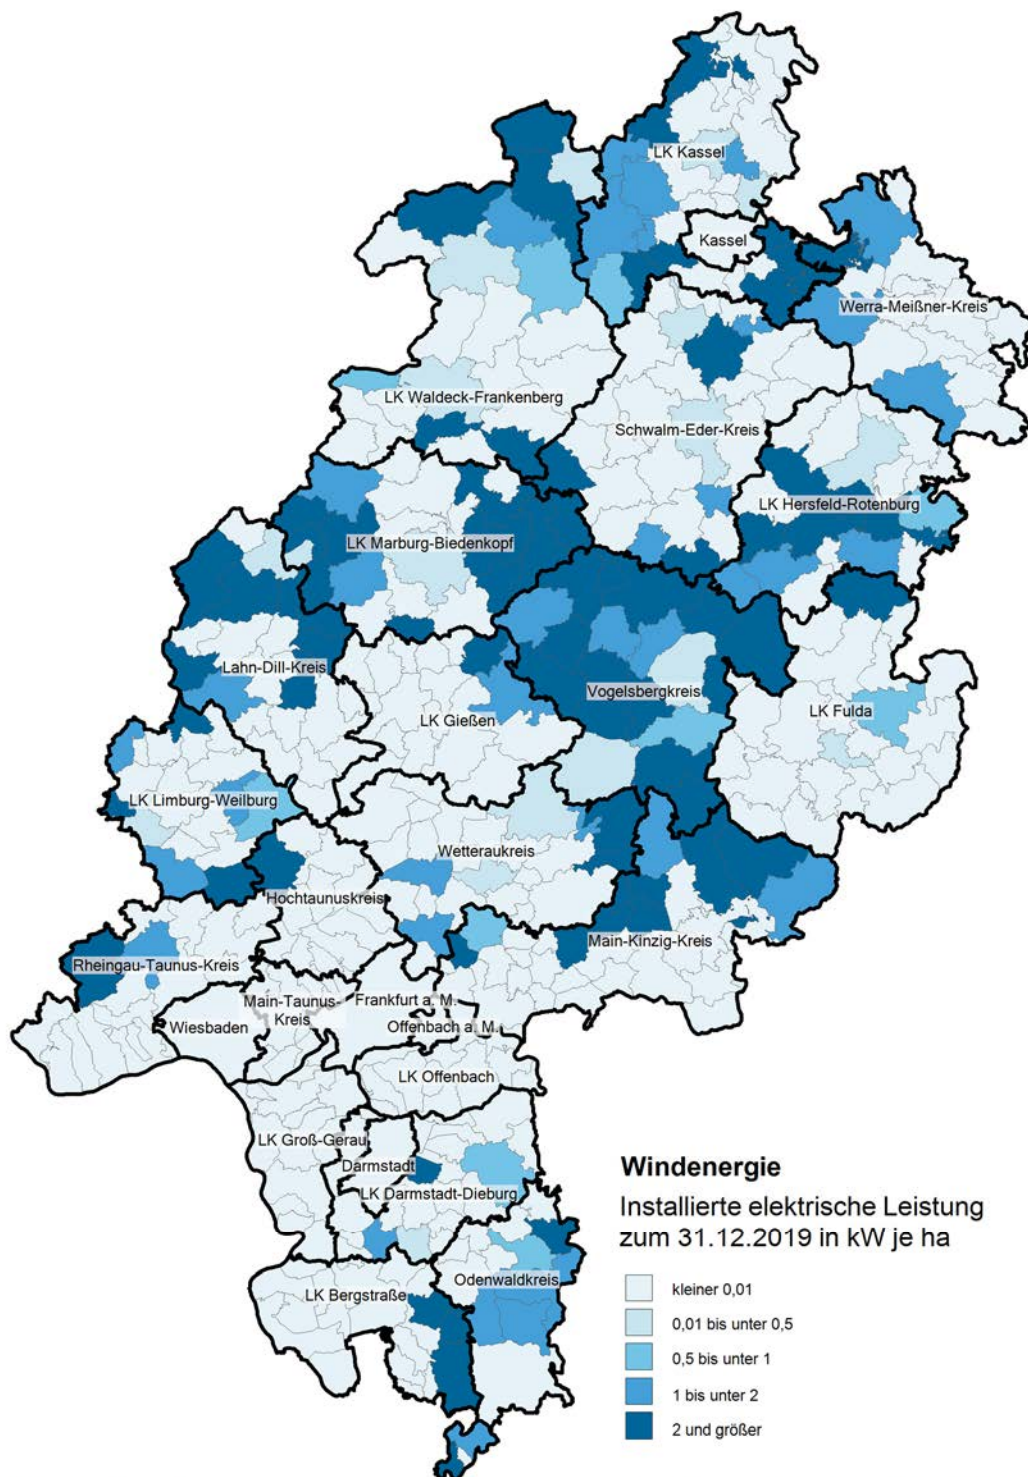 LK Kassel
Kassel
Werra-Meißner-Kreis
LK Waldeck-Frankenberg
Schwalm-Eder-Kreis
LK Hersfeld-Rotenburg
LK Marburg-Biedenkopf
Lahn-Dill-Kreis
Vogelsbergkreis
LK Gießen
LK Fulda
LK Limburg-Weilburg
Wetteraukreis
Hochtaunuskreis
Main-Kinzig-Kreis
Rheingau-Taunus-Kreis
Main-Taunus-
Kreis
Frankfurt a. M.
Wiesbaden
Offenbach a. M.
LK Offenbach
LK Groß-Gerau
Darmstadt
LK Darmstadt-Dieburg
Odenwaldkreis
LK Bergstraße
Windenergie
Installierte elektrische Leistung
zum 31.12.2019 in kW je ha
kleiner 0,01
0,01 bis unter 0,5
0,5 bis unter 1
1 bis unter 2
2 und größer